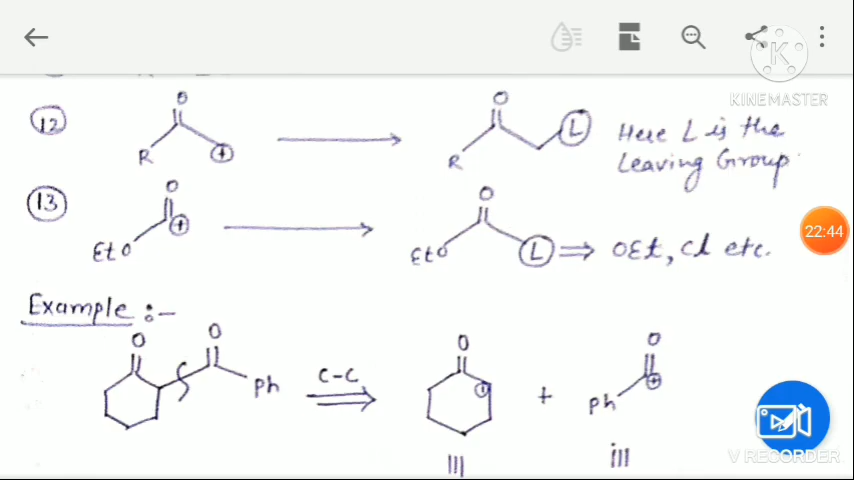 KINEMASTER
12
O
O
R
+
R
L
Here L is the
Leaving Group.
13
O
O
EtO
+
EtO
L
⇒ OEt, Cl etc.
22:44
Example :-
O
O
Ph
C-C
O
+
+
O
Ph
+
V RECORDER